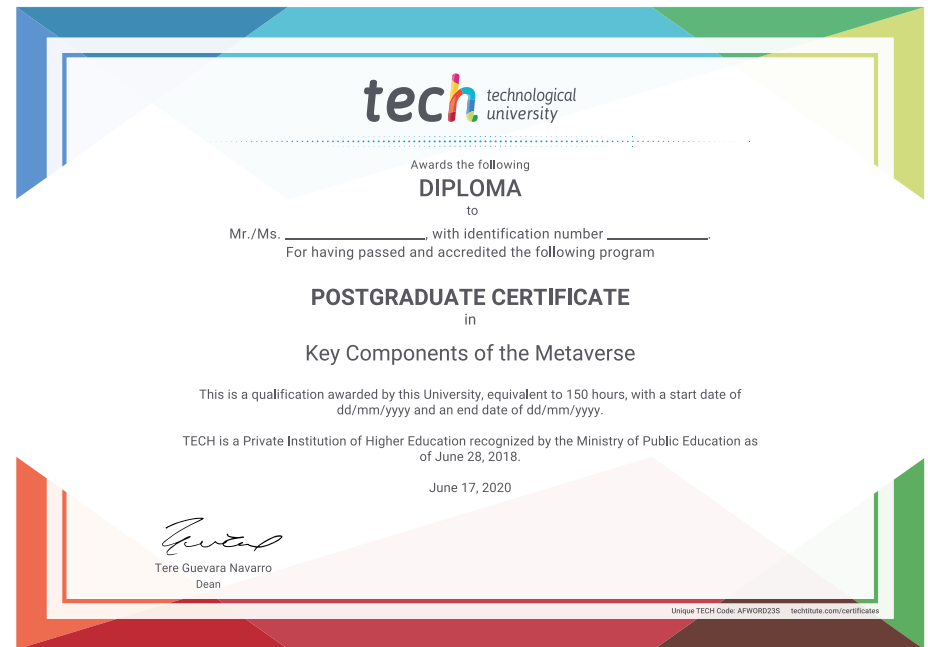 tech technological
university
Awards the following
DIPLOMA
to
Mr./Ms. ____________________, with identification number ______________.
For having passed and accredited the following program
POSTGRADUATE CERTIFICATE
in
Key Components of the Metaverse
This is a qualification awarded by this University, equivalent to 150 hours, with a start date of
dd/mm/yyyy and an end date of dd/mm/yyyy.
TECH is a Private Institution of Higher Education recognized by the Ministry of Public Education as
of June 28, 2018.
June 17, 2020
Tere Guevara Navarro
Dean
Unique TECH Code: AFWORD23S techtitute.com/certificates